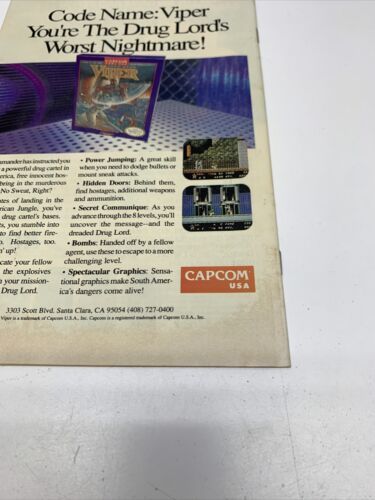 Code Name: Viper
You're The Drug Lord's
Worst Nightmare!
CAPCOM
VIPER
mander has instructed you
a powerful drug cartel in
erica, free innocent hos-
bring in the murderous
No Sweat, Right?
tes of landing in the
rican Jungle, you've
drug cartel's bases.
ts, you stumble into
to find better fire-
n. Hostages, too.
n' up!
cate your fellow
the explosives
n your mission-
Drug Lord.
• Power Jumping: A great skill
when you need to dodge bullets or
mount sneak attacks.
• Hidden Doors: Behind them,
find hostages, additional weapons
and ammunition.
• Secret Communique: As you
advance through the 8 levels, you'll
uncover the message—and the
dreaded Drug Lord.
• Bombs: Handed off by a fellow
agent, use these to escape to a more
challenging level.
• Spectacular Graphics: Sensa-
tional graphics make South Amer-
ica's dangers come alive!
CAPCOM
USA
3303 Scott Blvd. Santa Clara, CA 95054 (408) 727-0400
Viper is a trademark of Capcom U.S.A., Inc. Capcom is a registered trademark of Capcom U.S.A., Inc.